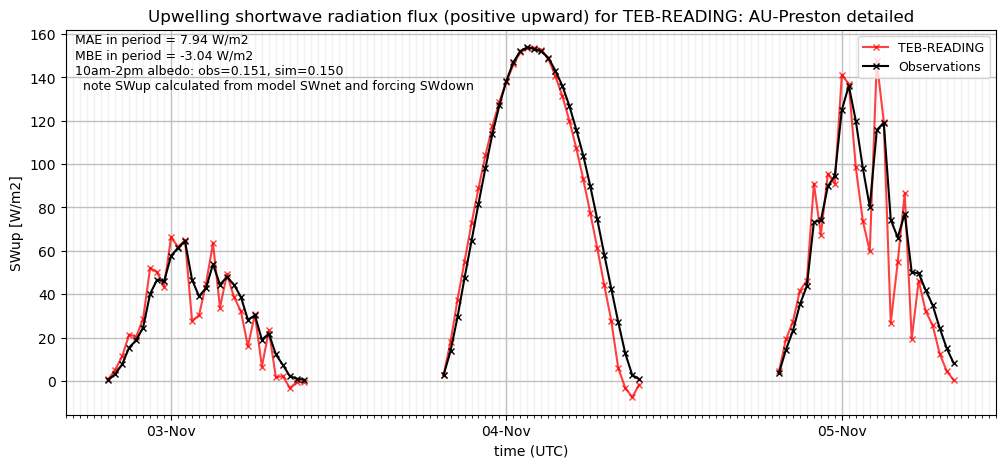 Upwelling shortwave radiation flux (positive upward) for TEB-READING: AU-Preston detailed
MAE in period = 7.94 W/m2
MBE in period = -3.04 W/m2
10am-2pm albedo: obs=0.151, sim=0.150
note SWup calculated from model SWnet and forcing SWdown
TEB-READING
Observations
SWup [W/m2]
160
140
120
100
80
60
40
20
0
03-Nov
04-Nov
05-Nov
time (UTC)